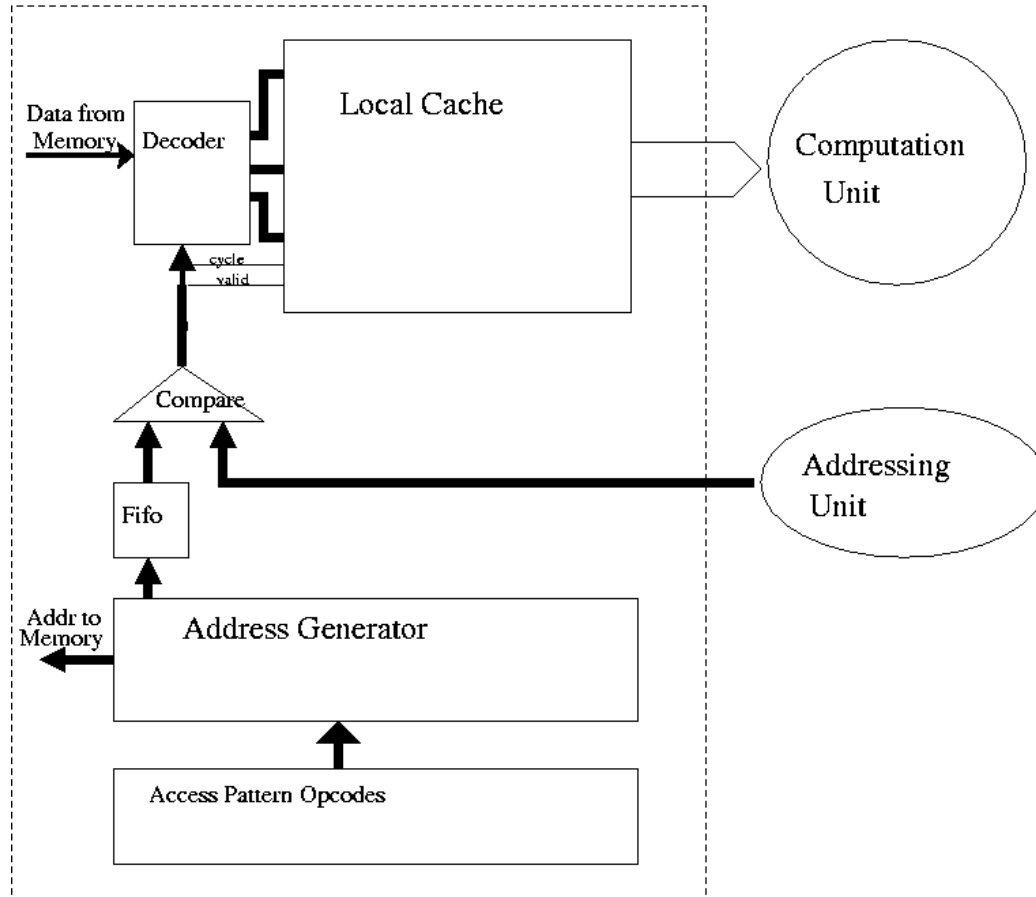 Local Cache
Data from
Memory
Decoder
Computation
Unit
cycle
valid
Compare
Addressing
Unit
Fifo
Addr to
Memory
Address Generator
Access Pattern Opcodes